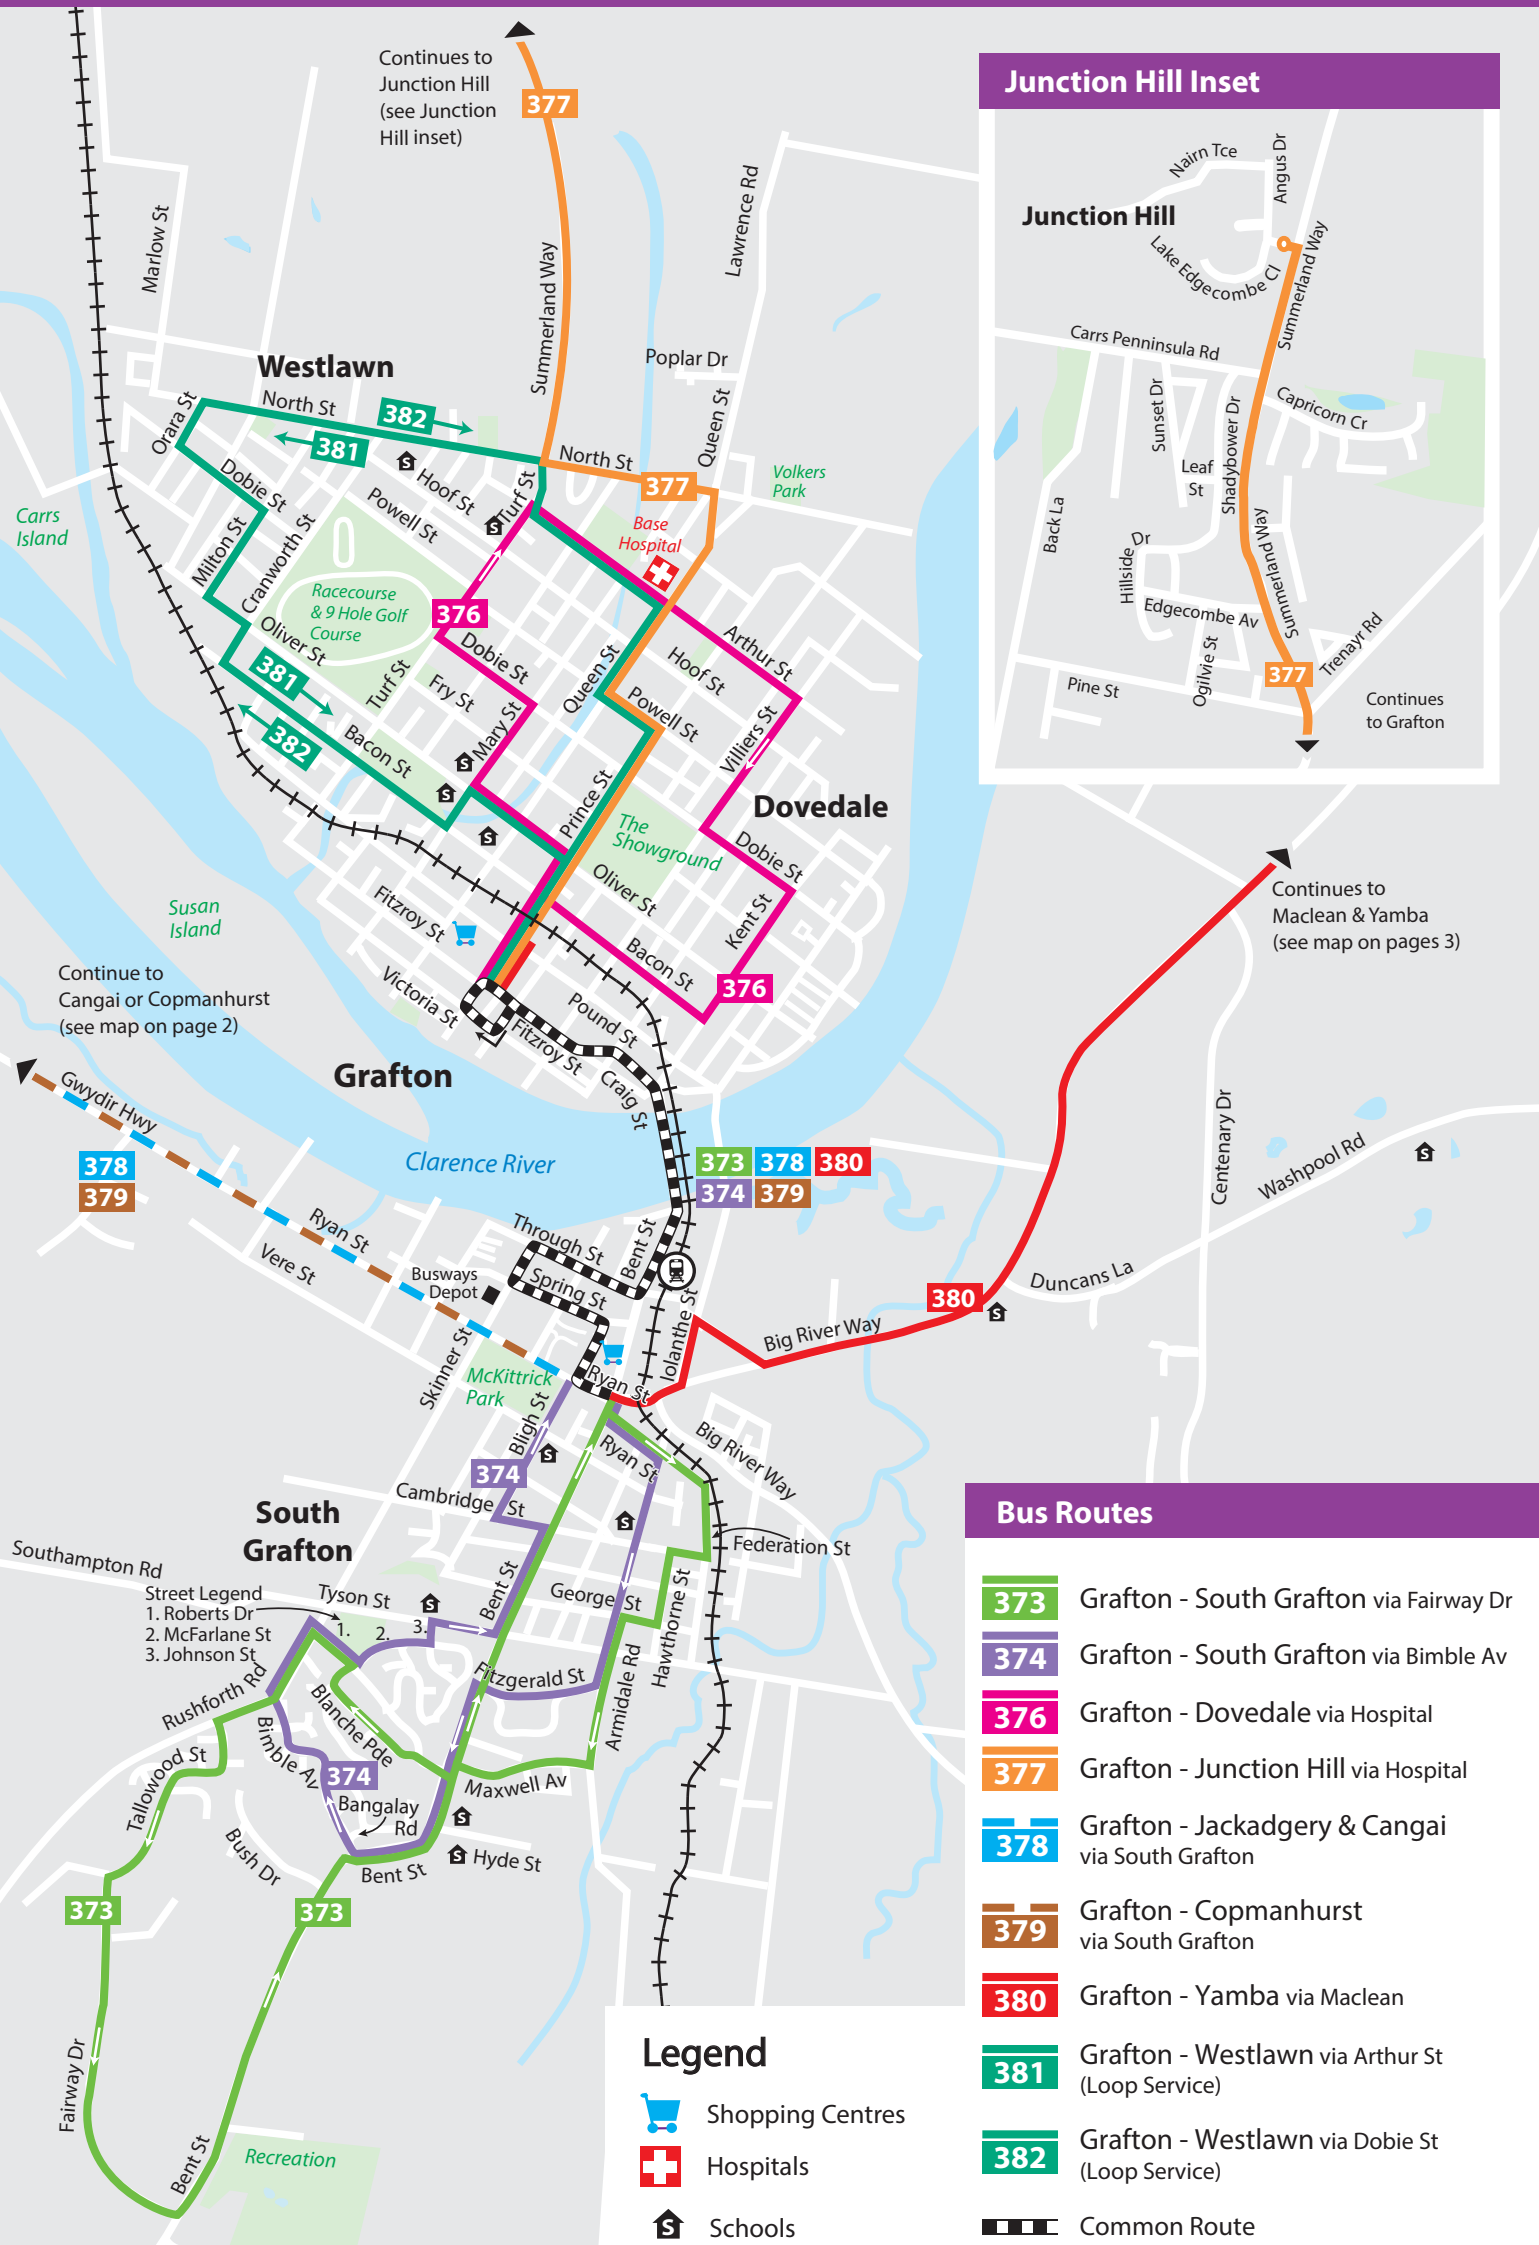 Continues to
Junction Hill
(see Junction
Hill inset)
377
Junction Hill Inset
Nairn Tce
Angus Dr
Junction Hill
Lake Edgecombe Cl
Summerland Way
Carrs Penninsula Rd
Sunset Dr
Shadybower Dr
Capricorn Cr
Leaf
St
Back La
Hillside Dr
Summerland Way
Edgecombe Av
Ogilvie St
Trenayr Rd
377
Pine St
Continues
to Grafton
Marlow St
Summerland Way
Lawrence Rd
Poplar Dr
Westlawn
Orara St
North St
382
381
North St
Queen St
377
Volkers
Park
Carrs
Island
Dobie St
Hoof St
Turf St
Powell St
Base
Hospital
Milton St
Cranworth St
Racecourse
& 9 Hole Golf
Course
376
Oliver St
Dobie St
Arthur St
Hoof St
381
Turf St
Fry St
Queen St
Powell St
Mary St
Villiers St
382
Bacon St
Prince St
Dovedale
The
Showground
Dobie St
Oliver St
Kent St
Fitzroy St
Susan
Island
Bacon St
376
Continues to
Maclean & Yamba
(see map on pages 3)
Continue to
Cangai or Copmanhurst
(see map on page 2)
Victoria St
Pound St
Fitzroy St
Grafton
Craig St
Gwydir Hwy
378
379
Clarence River
373 378 380
374 379
Centenary Dr
Washpool Rd
Ryan St
Vere St
Through St
Bent St
Busways
Depot
Spring St
Iolanthe St
Duncans La
380
Big River Way
Skinner St
McKittrick
Park
Ryan St
Bligh St
Ryan St
Big River Way
374
Cambridge St
South
Grafton
Federation St
Southampton Rd
Street Legend
1. Roberts Dr
2. McFarlane St
3. Johnson St
Tyson St
1.
2.
3.
Bent St
George St
Hawthorne St
Rushforth Rd
Fitzgerald St
Armidale Rd
Blanche Pde
Bimble Av
374
Maxwell Av
Tallowood St
Bangalay
Rd
Bush Dr
Bent St
Hyde St
373
373
Fairway Dr
Bent St
Recreation
Legend
Shopping Centres
Hospitals
Schools
Bus Routes
373 Grafton - South Grafton via Fairway Dr
374 Grafton - South Grafton via Bimble Av
376 Grafton - Dovedale via Hospital
377 Grafton - Junction Hill via Hospital
378 Grafton - Jackadgery & Cangai
via South Grafton
379 Grafton - Copmanhurst
via South Grafton
380 Grafton - Yamba via Maclean
381 Grafton - Westlawn via Arthur St
(Loop Service)
382 Grafton - Westlawn via Dobie St
(Loop Service)
Common Route